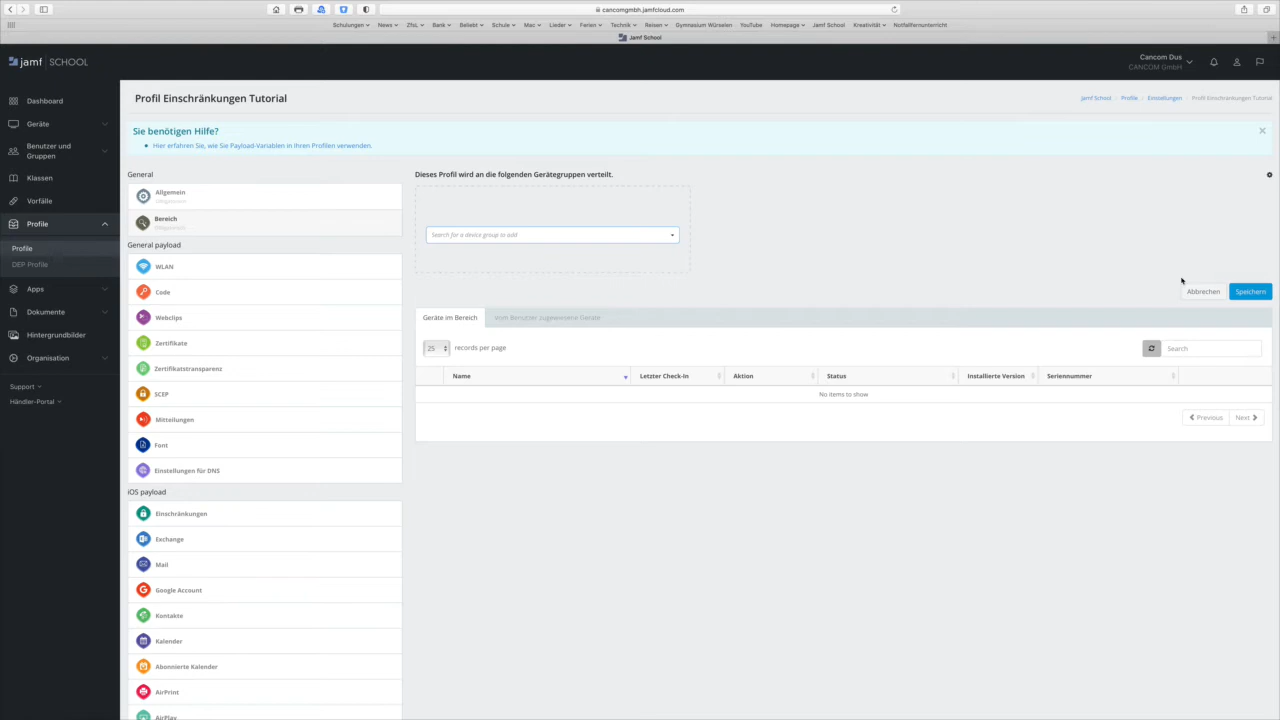 cancomgmbh.jamfcloud.com
Schulungen News ZfsL Bank Beliebt Schule Mac Lieder Ferien Technik Reisen Gymnasium Würselen YouTube Homepage Jamf School Kreativität Notfallfernunterricht
Jamf School
jamf SCHOOL
Cancom Dus
CANCOM GmbH
Dashboard
Geräte
Benutzer und
Gruppen
Klassen
Vorfälle
Profile
Profile
DEP Profile
Apps
Dokumente
Hintergrundbilder
Organisation
Support
Händler-Portal
Profil Einschränkungen Tutorial
Jamf School / Profile / Einstellungen / Profil Einschränkungen Tutorial
Sie benötigen Hilfe?
Hier erfahren Sie, wie Sie Payload-Variablen in Ihren Profilen verwenden.
General
Allgemein
Bereich
General payload
WLAN
Code
Webclips
Zertifikate
Zertifikatstransparenz
SCEP
Mitteilungen
Font
Einstellungen für DNS
iOS payload
Einschränkungen
Exchange
Mail
Google Account
Kontakte
Kalender
Abonnierte Kalender
AirPrint
AirPlay
Dieses Profil wird an die folgenden Gerätegruppen verteilt.
Search for a device group to add
Abbrechen Speichern
Geräte im Bereich Vom Benutzer zugewiesene Geräte
25 records per page Search
Name Letzter Check-In Aktion Status Installierte Version Seriennummer
No items to show
Previous Next